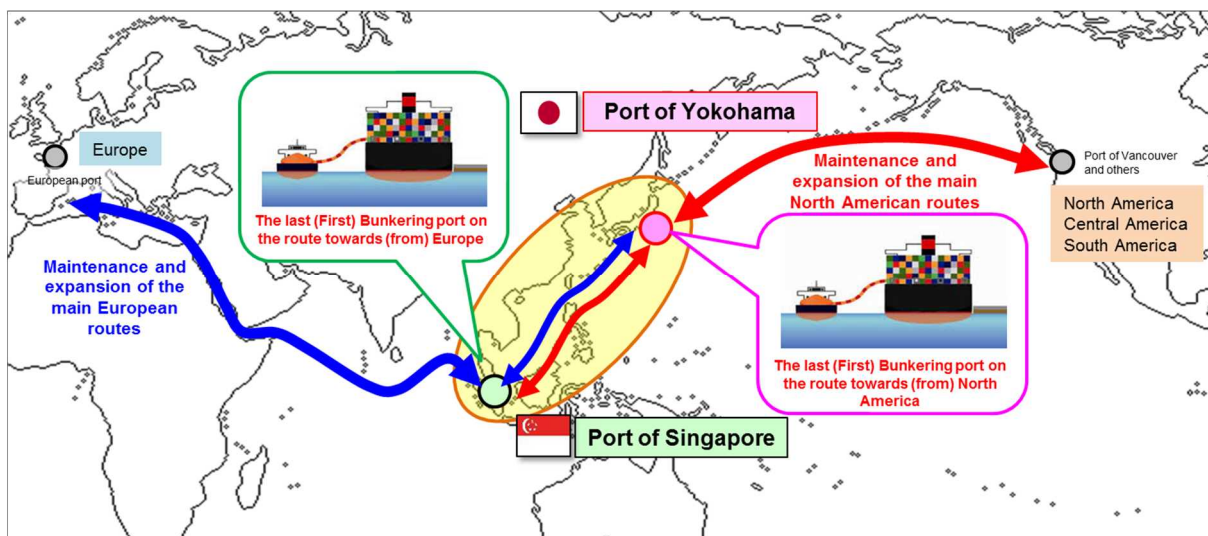 Europe
European port
Maintenance and
expansion of the
main European
routes
The last (First) Bunkering port on
the route towards (from) Europe
Port of Yokohama
Maintenance and
expansion of the main
North American routes
Port of Vancouver
and others
North America
Central America
South America
The last (First) Bunkering port on
the route towards (from) North
America
Port of Singapore